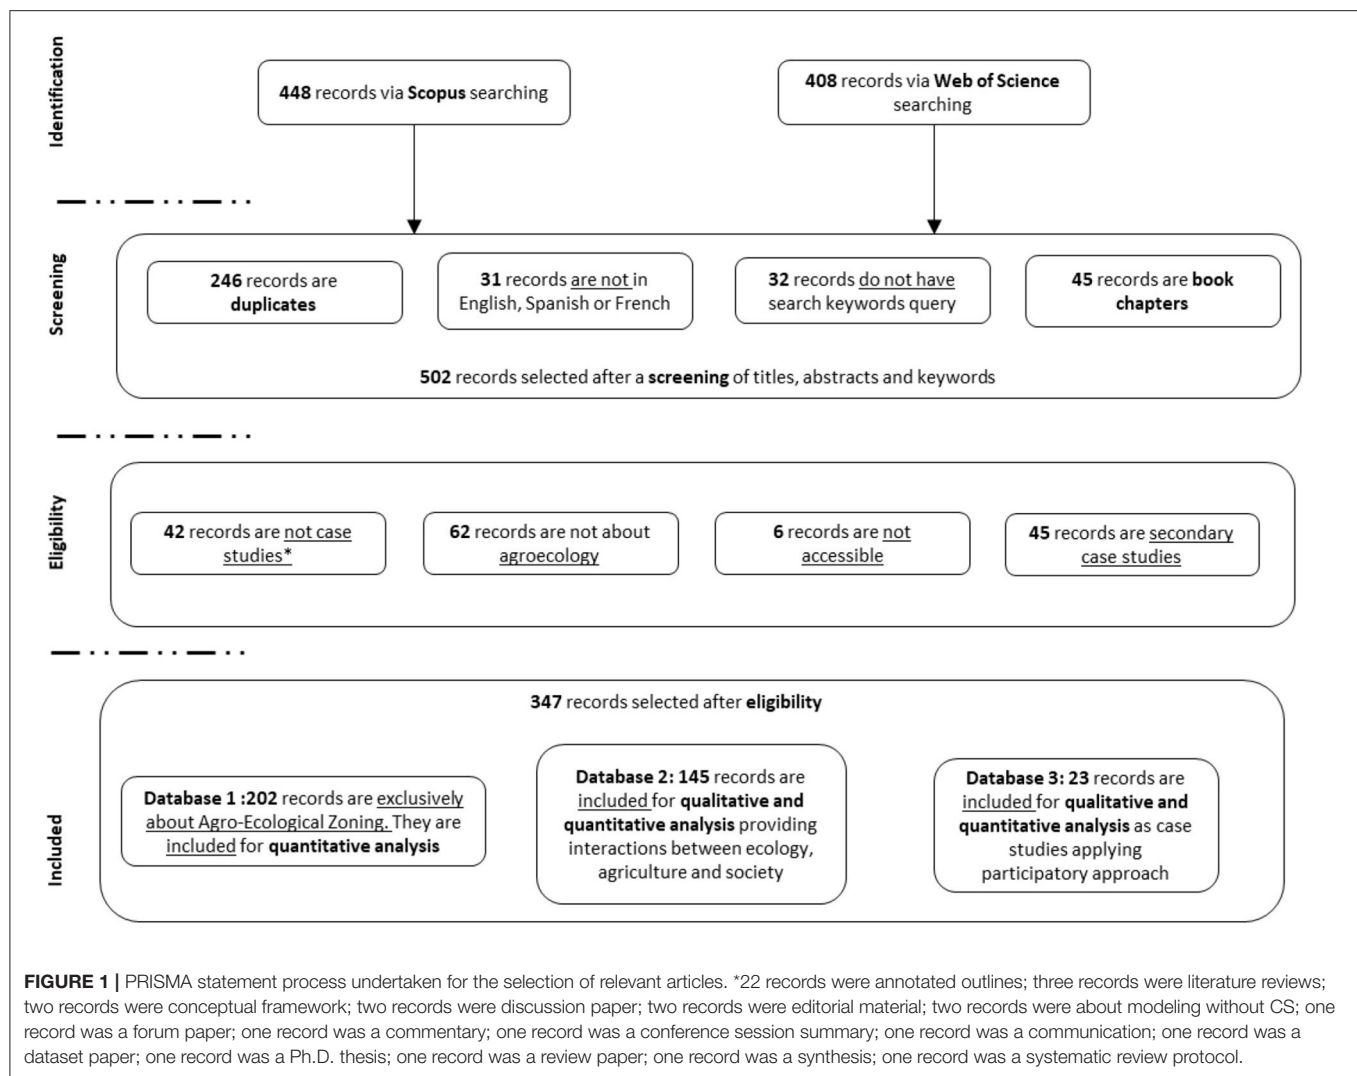 Identification
448 records via Scopus searching
408 records via Web of Science
searching
Screening
246 records are
duplicates
31 records are not in
English, Spanish or French
32 records do not have
search keywords query
45 records are book
chapters
502 records selected after a screening of titles, abstracts and keywords
Eligibility
42 records are not case
studies*
62 records are not about
agroecology
6 records are not
accessible
45 records are secondary
case studies
Included
347 records selected after eligibility
Database 1 :202 records are exclusively
about Agro-Ecological Zoning. They are
included for quantitative analysis
Database 2: 145 records are
included for qualitative and
quantitative analysis providing
interactions between ecology,
agriculture and society
Database 3: 23 records are
included for qualitative and
quantitative analysis as case
studies applying
participatory approach
FIGURE 1 | PRISMA statement process undertaken for the selection of relevant articles. *22 records were annotated outlines; three records were literature reviews;
two records were conceptual framework; two records were discussion paper; two records were editorial material; two records were about modeling without CS; one
record was a forum paper; one record was a commentary; one record was a conference session summary; one record was a communication; one record was a
dataset paper; one record was a Ph.D. thesis; one record was a review paper; one record was a synthesis; one record was a systematic review protocol.